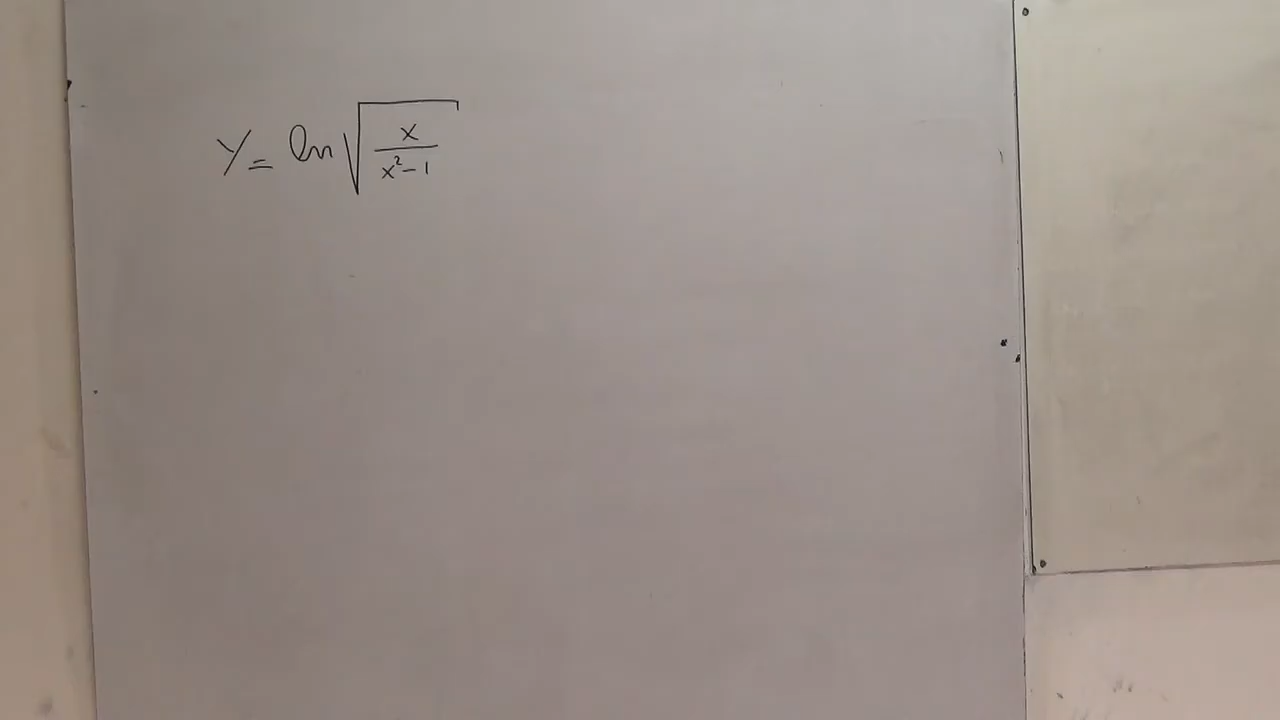 y = ln √(x / (x² − 1))